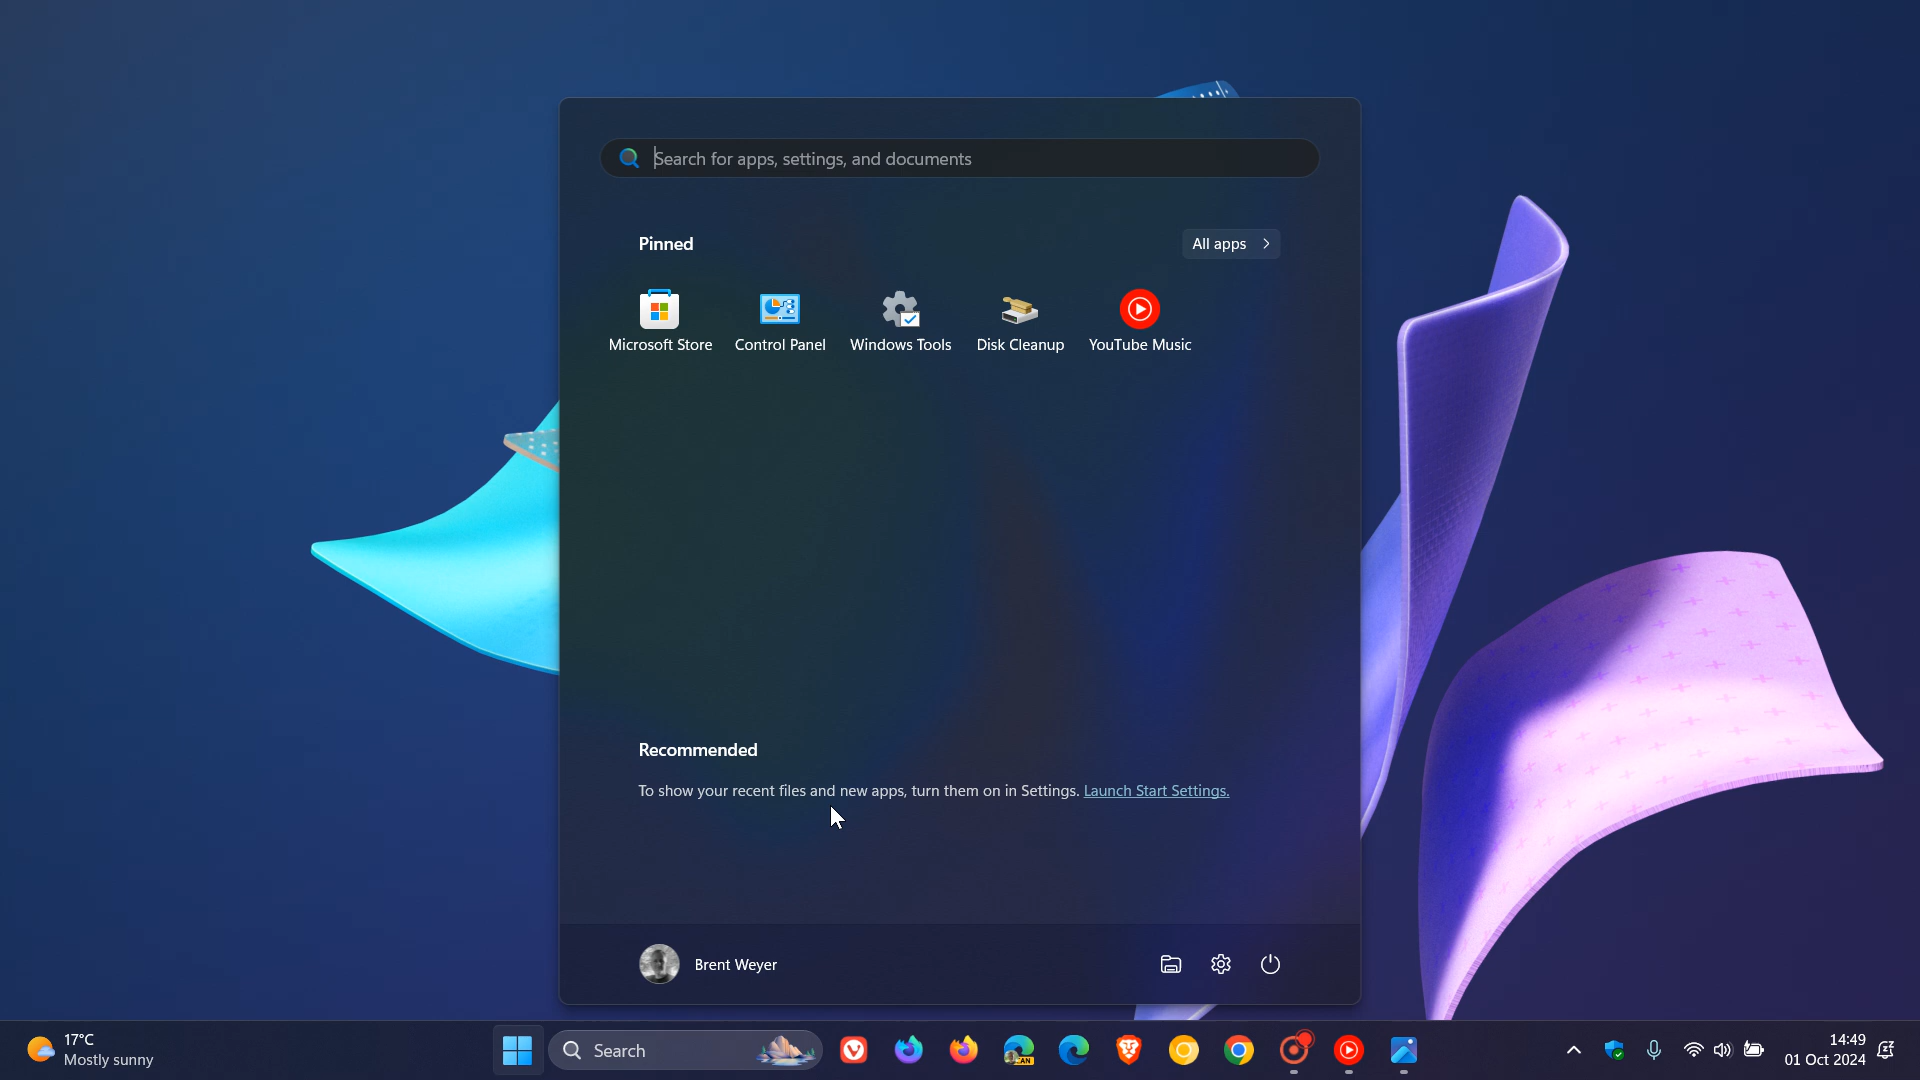 Search for apps, settings, and documents
Pinned
All apps
Microsoft Store
Control Panel
Windows Tools
Disk Cleanup
YouTube Music
Recommended
To show your recent files and new apps, turn them on in Settings. Launch Start Settings.
Brent Weyer
17°C
Mostly sunny
Search
CAN
14:49
01 Oct 2024